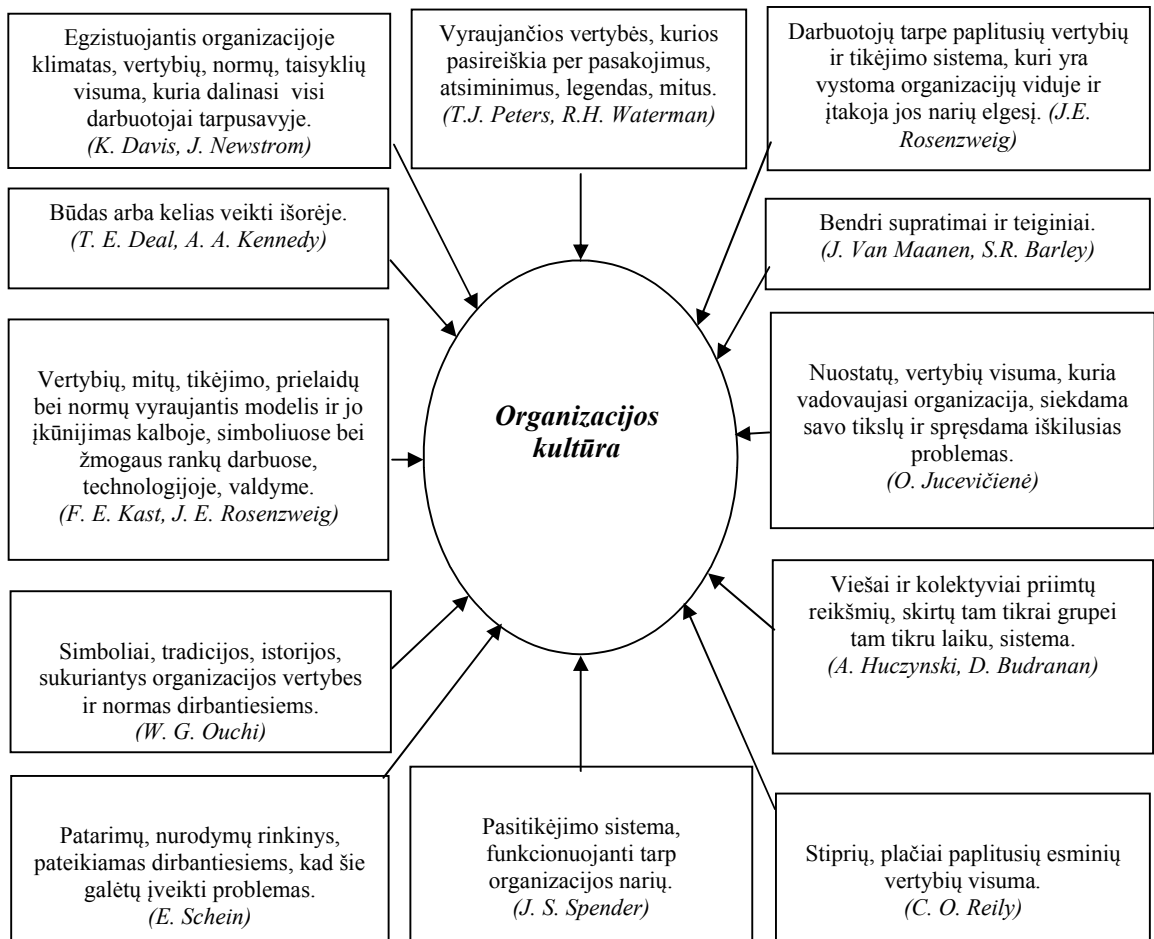 Egzistuojantis organizacijoje
klimatas, vertybių, normų, taisyklių
visuma, kuria dalinasi visi
darbuotojai tarpusavyje.
(K. Davis, J. Newstrom)
Vyraujančios vertybės, kurios
pasireiškia per pasakojimus,
atsiminimus, legendas, mitus.
(T.J. Peters, R.H. Waterman)
Darbuotojų tarpe paplitusių vertybių
ir tikėjimo sistema, kuri yra
vystoma organizacijų viduje ir
įtakoja jos narių elgesį. (J.E.
Rosenzweig)
Būdas arba kelias veikti išorėje.
(T. E. Deal, A. A. Kennedy)
Bendri supratimai ir teiginiai.
(J. Van Maanen, S.R. Barley)
Vertybių, mitų, tikėjimo, prielaidų
bei normų vyraujantis modelis ir jo
įkūnijimas kalboje, simboliuose bei
žmogaus rankų darbuose,
technologijoje, valdyme.
(F. E. Kast, J. E. Rosenzweig)
Organizacijos
kultūra
Nuostatų, vertybių visuma, kuria
vadovaujasi organizacija, siekdama
savo tikslų ir spręsdama iškilusias
problemas.
(O. Jucevičienė)
Simboliai, tradicijos, istorijos,
sukuriantys organizacijos vertybes
ir normas dirbantiesiems.
(W. G. Ouchi)
Viešai ir kolektyviai priimtų
reikšmių, skirtų tam tikrai grupei
tam tikru laiku, sistema.
(A. Huczynski, D. Budranan)
Patarimų, nurodymų rinkinys,
pateikiamas dirbantiesiems, kad šie
galėtų įveikti problemas.
(E. Schein)
Pasitikėjimo sistema,
funkcionuojanti tarp
organizacijos narių.
(J. S. Spender)
Stiprių, plačiai paplitusių esminių
vertybių visuma.
(C. O. Reily)